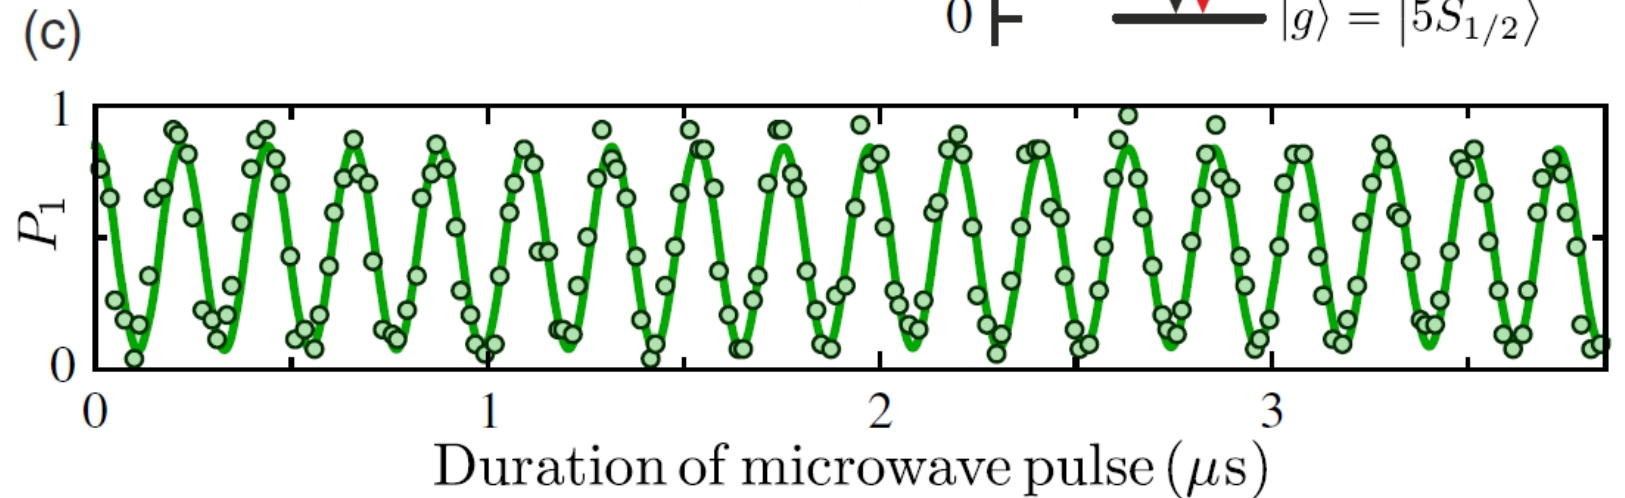 (c)
0 |g⟩ = |5S₁/₂⟩
1
P₁
0
0 1 2 3
Duration of microwave pulse (μs)